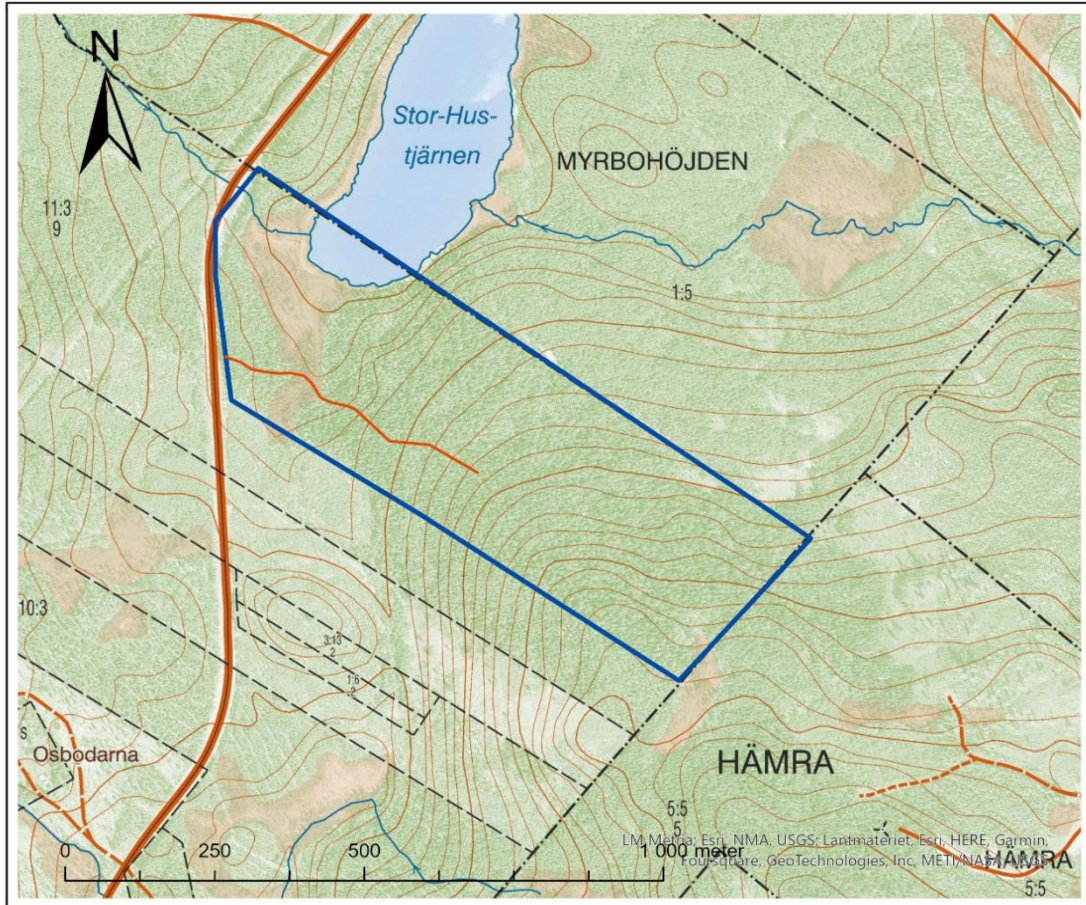 N
Stor-Hus-
tjärnen
MYRBOHÖJDEN
11:3
9
1:5
10:3
3:13
2
1:6
2
s
Osbodarna
HÄMRA
5:5
5
0
250
500
1 000 meter
LM Metria; Esri, NMA, USGS; Lantmäteriet, Esri, HERE, Garmin,
Foursquare, GeoTechnologies, Inc, METI/NASA, USGS
HÄMRA
5:5